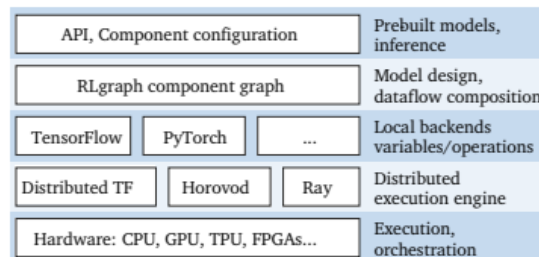 API, Component configuration
Prebuilt models,
inference
RLgraph component graph
Model design,
dataflow composition
TensorFlow
PyTorch
...
Local backends
variables/operations
Distributed TF
Horovod
Ray
Distributed
execution engine
Hardware: CPU, GPU, TPU, FPGAs...
Execution,
orchestration